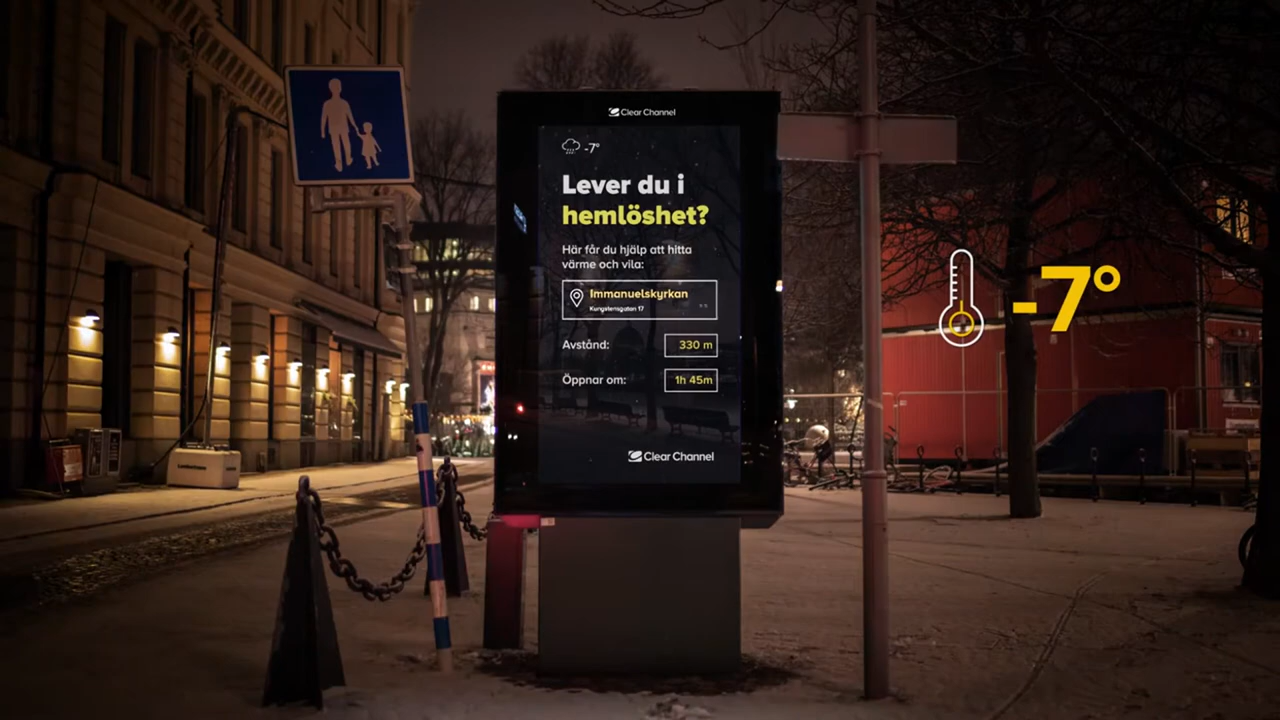 Clear Channel
-7°
Lever du i
hemlöshet?
Här får du hjälp att hitta
värme och vila:
Immanuelskyrkan
Kungstensgatan 17
Avstånd:
330 m
Öppnar om:
1h 45m
Clear Channel
-7°